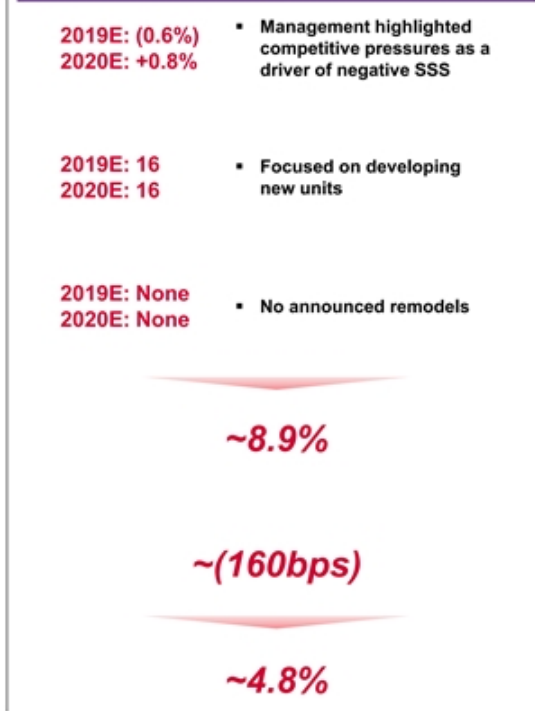 2019E: (0.6%)
2020E: +0.8%
▪ Management highlighted
competitive pressures as a
driver of negative SSS
2019E: 16
2020E: 16
▪ Focused on developing
new units
2019E: None
2020E: None
▪ No announced remodels
~8.9%
~(160bps)
~4.8%